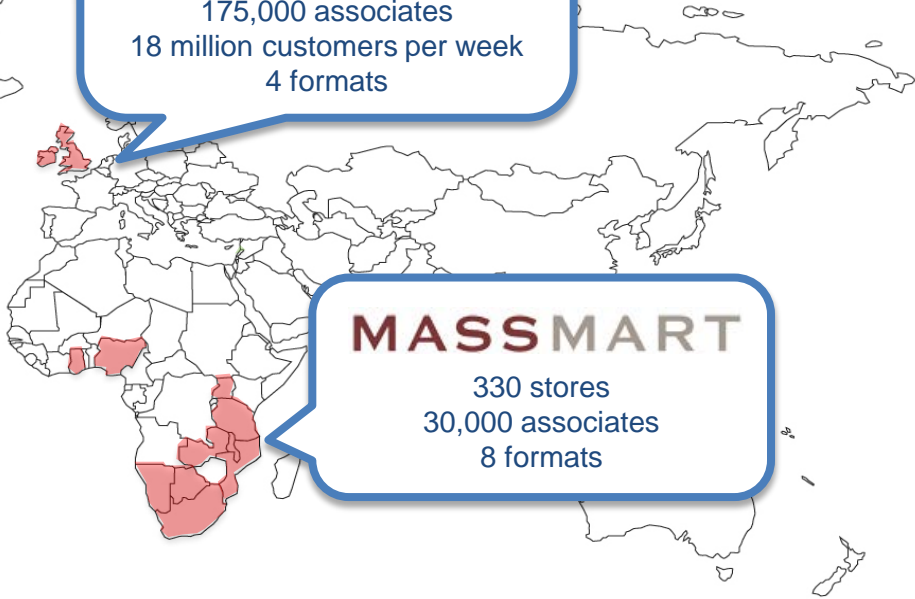 175,000 associates
18 million customers per week
4 formats
MASSMART
330 stores
30,000 associates
8 formats